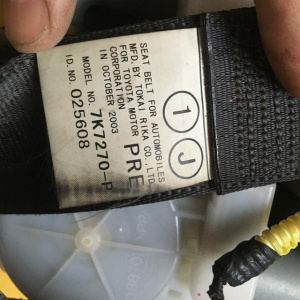 SEAT BELT FOR AUTOMOBILES
MFD. BY TOKAI RIKA CO., LTD.
FOR TOYOTA MOTOR
CORPORATION
IN OCTOBER 2003
MODEL NO. 7K7270-P
ID. NO. 025608
PRE
1 J